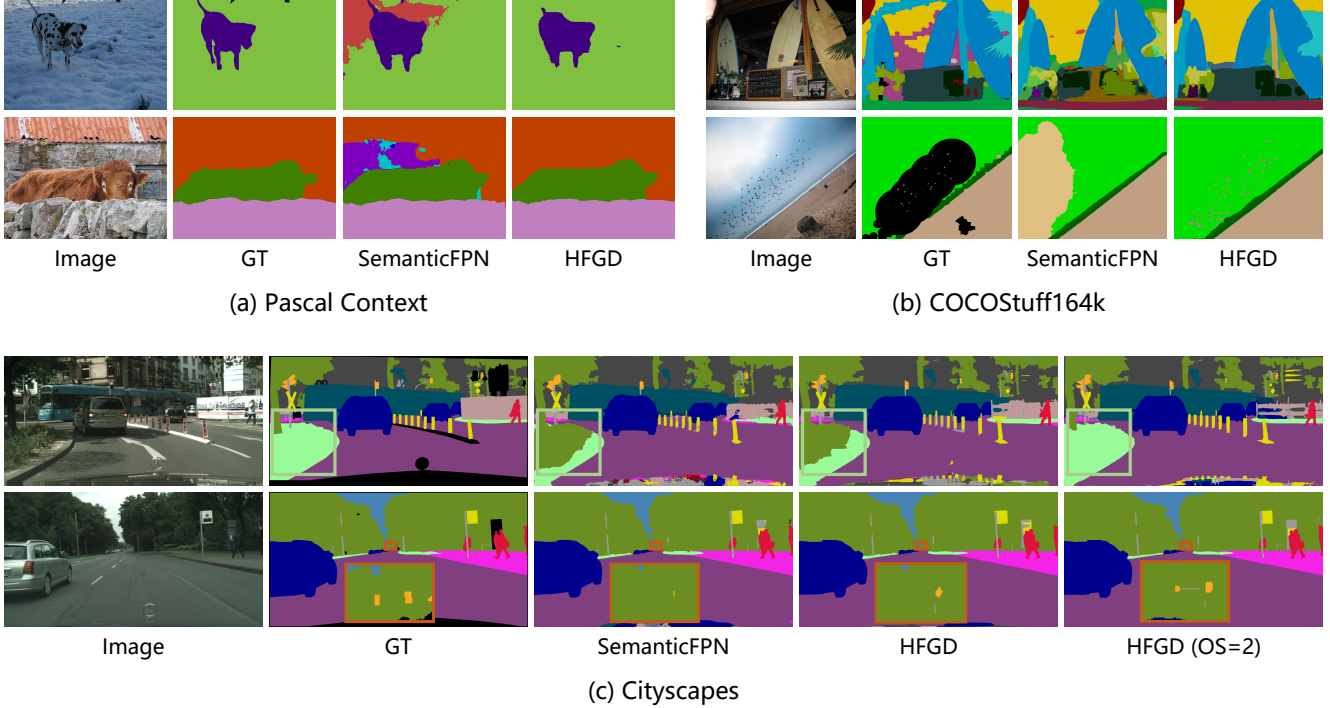 Image GT SemanticFPN HFGD
(a) Pascal Context
Image GT SemanticFPN HFGD
(b) COCOStuff164k
Image GT SemanticFPN HFGD HFGD (OS=2)
(c) Cityscapes